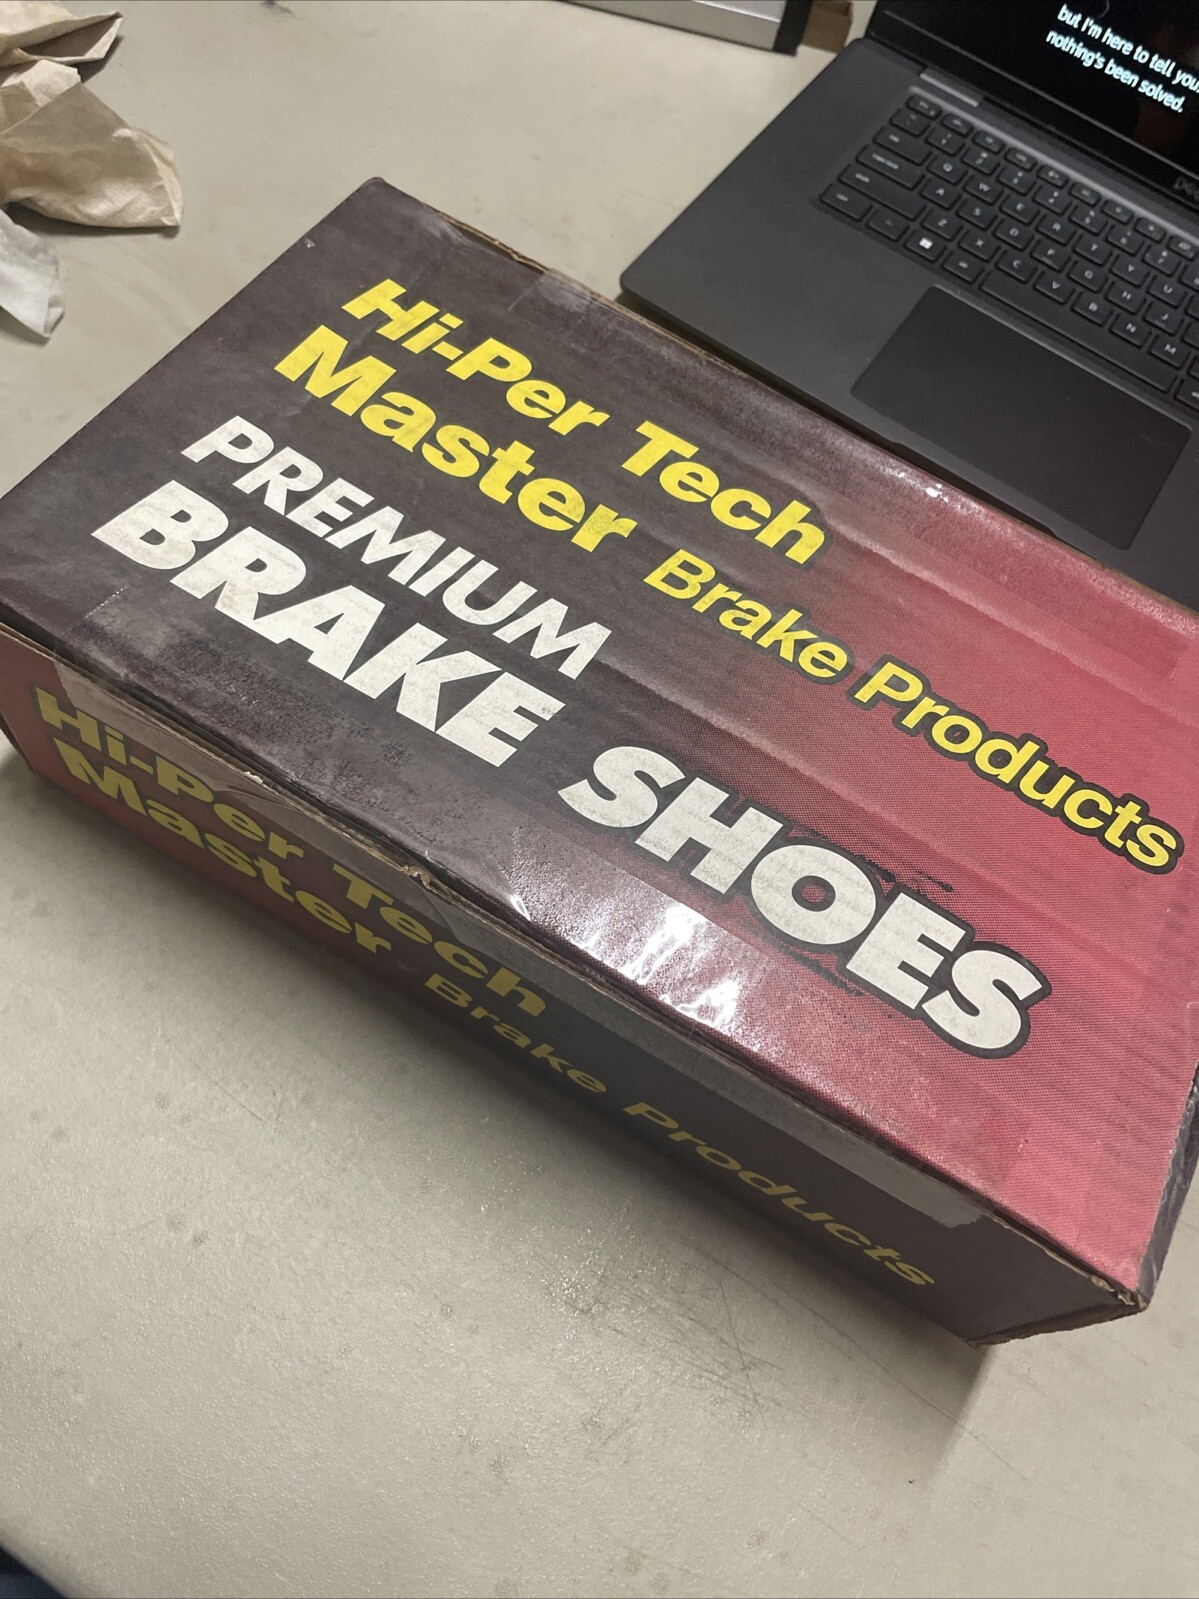 but I'm here to tell you
nothing's been solved.
Hi-Per Tech
Master Brake Products
PREMIUM
BRAKE SHOES
Hi-Per Tech
Master Brake Products